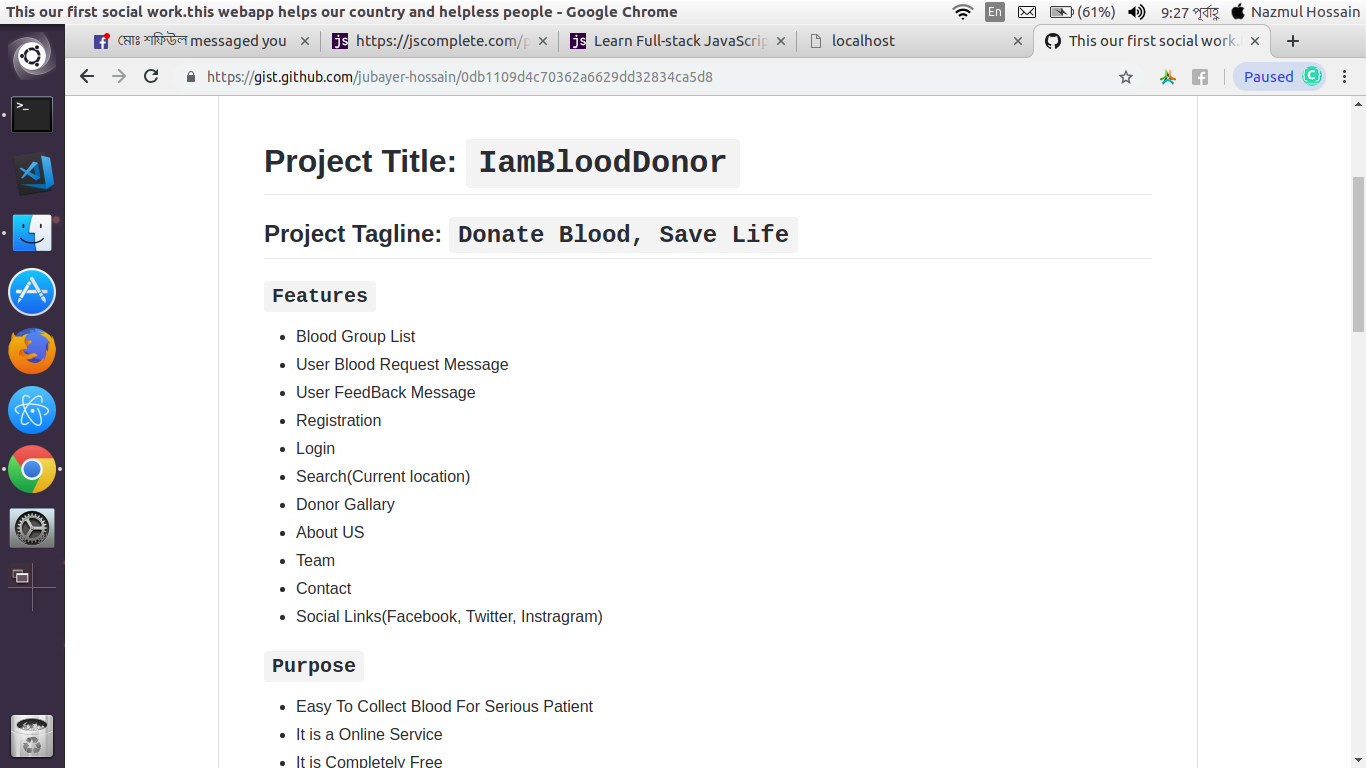 This our first social work.this webapp helps our country and helpless people - Google Chrome
En
(61%)
9:27 পূর্বাহ্ণ
Nazmul Hossain
মোঃ শফিউল messaged you
js https://jscomplete.com/
js Learn Full-stack JavaScrip
localhost
This our first social work.
https://gist.github.com/jubayer-hossain/0db1109d4c70362a6629dd32834ca5d8
Paused
C
Project Title: IamBloodDonor
Project Tagline: Donate Blood, Save Life
Features
Blood Group List
User Blood Request Message
User FeedBack Message
Registration
Login
Search(Current location)
Donor Gallary
About US
Team
Contact
Social Links(Facebook, Twitter, Instragram)
Purpose
Easy To Collect Blood For Serious Patient
It is a Online Service
It is Completely Free